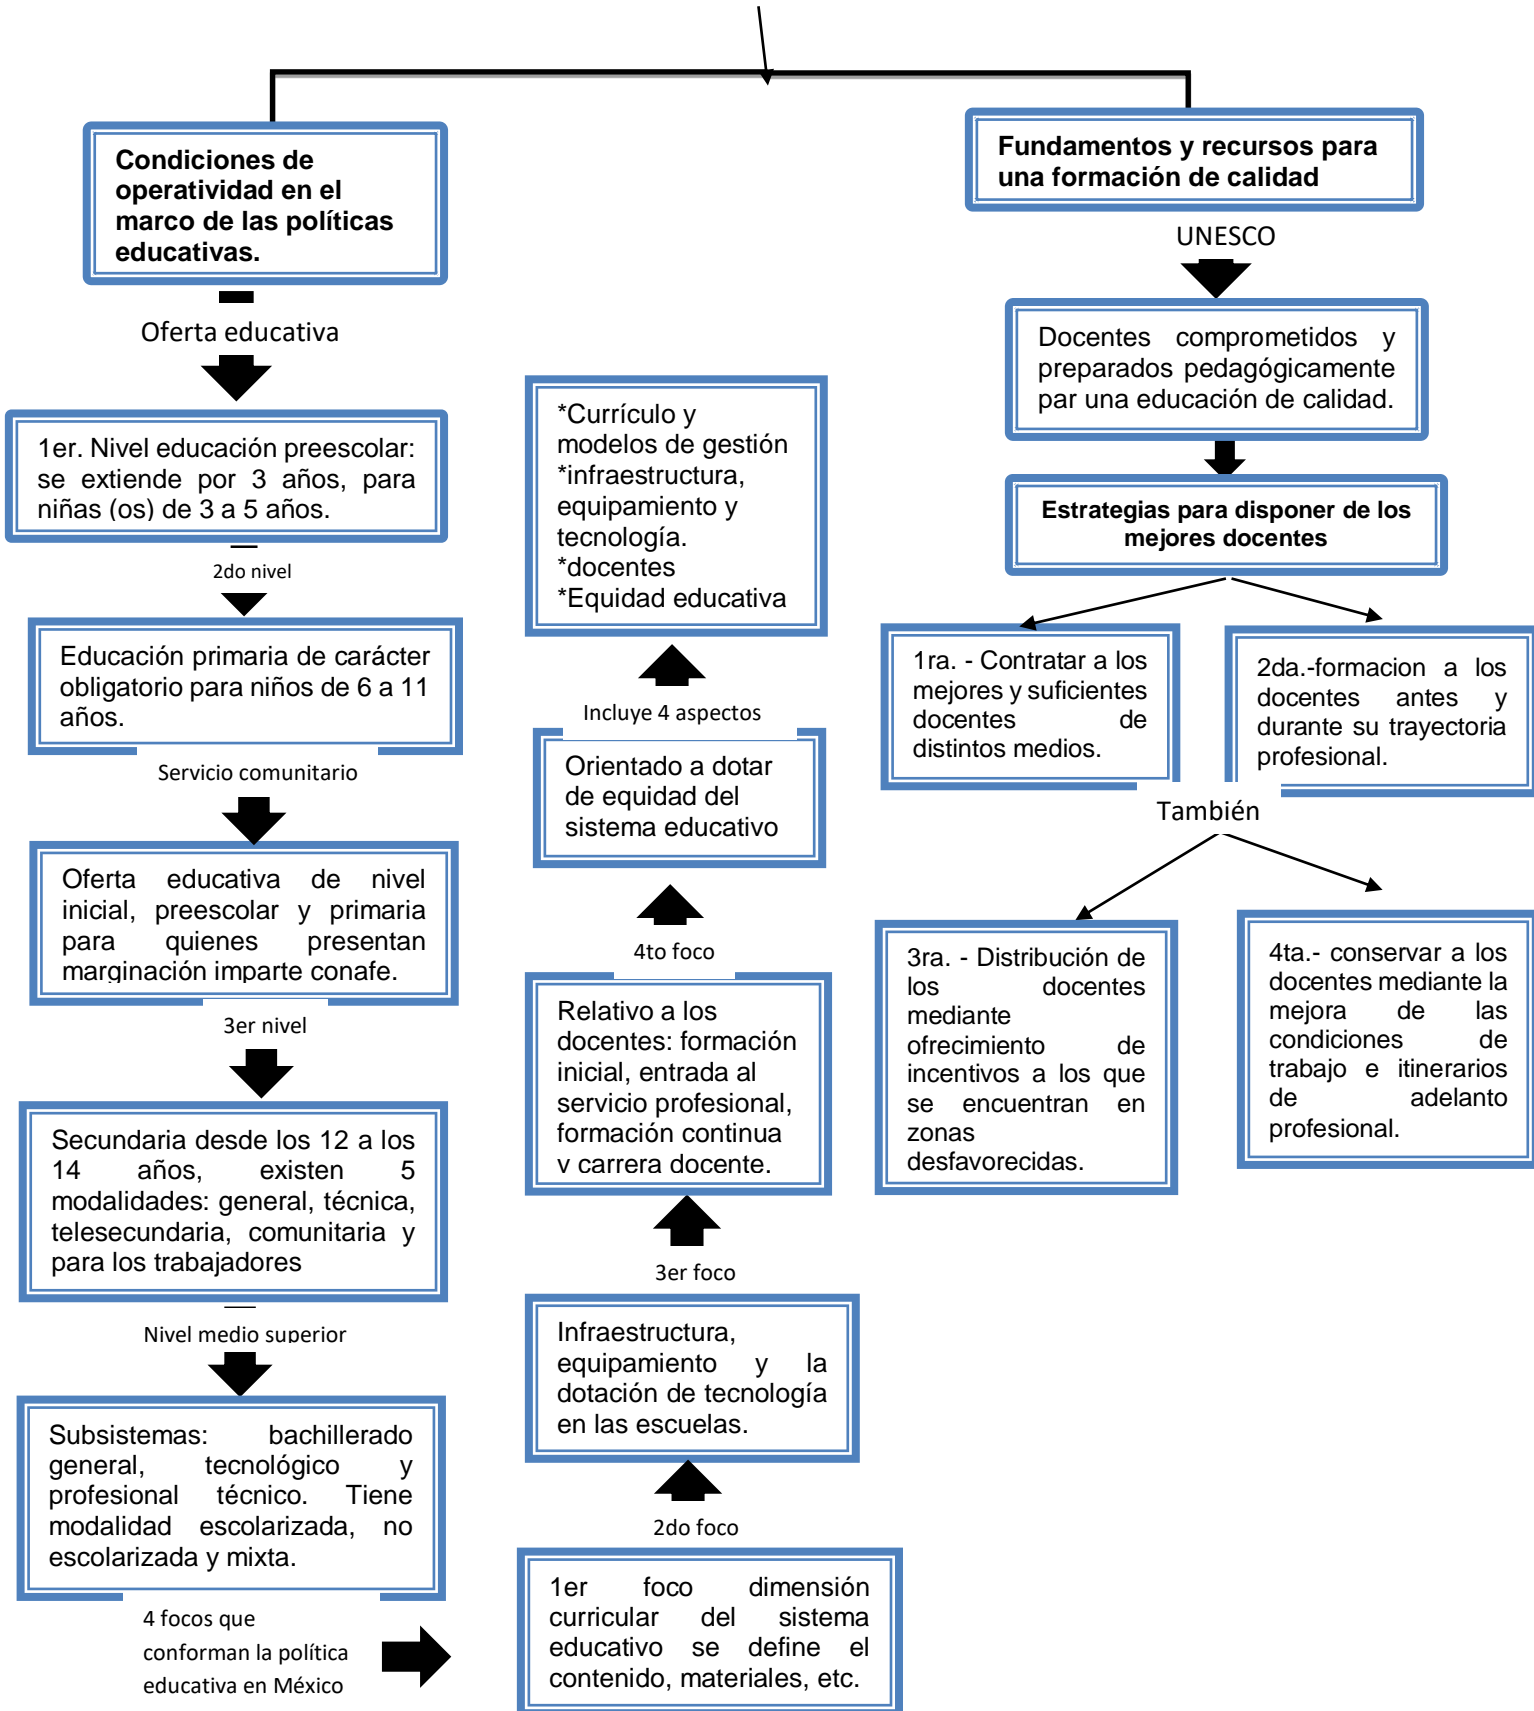 Condiciones de
operatividad en el
marco de las políticas
educativas.
Oferta educativa
1er. Nivel educación preescolar:
se extiende por 3 años, para
niñas (os) de 3 a 5 años.
2do nivel
Educación primaria de carácter
obligatorio para niños de 6 a 11
años.
Servicio comunitario
Oferta educativa de nivel
inicial, preescolar y primaria
para quienes presentan
marginación imparte conafe.
3er nivel
Secundaria desde los 12 a los
14 años, existen 5
modalidades: general, técnica,
telesecundaria, comunitaria y
para los trabajadores
Nivel medio superior
Subsistemas: bachillerado
general, tecnológico y
profesional técnico. Tiene
modalidad escolarizada, no
escolarizada y mixta.
4 focos que
conforman la política
educativa en México
1er foco dimensión
curricular del sistema
educativo se define el
contenido, materiales, etc.
2do foco
Infraestructura,
equipamiento y la
dotación de tecnología
en las escuelas.
3er foco
Relativo a los
docentes: formación
inicial, entrada al
servicio profesional,
formación continua
y carrera docente.
4to foco
Orientado a dotar
de equidad del
sistema educativo
Incluye 4 aspectos
*Currículo y
modelos de gestión
*infraestructura,
equipamiento y
tecnología.
*docentes
*Equidad educativa
Fundamentos y recursos para
una formación de calidad
UNESCO
Docentes comprometidos y
preparados pedagógicamente
par una educación de calidad.
Estrategias para disponer de los
mejores docentes
1ra. - Contratar a los
mejores y suficientes
docentes de
distintos medios.
2da.-formacion a los
docentes antes y
durante su trayectoria
profesional.
También
3ra. - Distribución de
los docentes
mediante
ofrecimiento de
incentivos a los que
se encuentran en
zonas
desfavorecidas.
4ta.- conservar a los
docentes mediante la
mejora de las
condiciones de
trabajo e itinerarios
de adelanto
profesional.